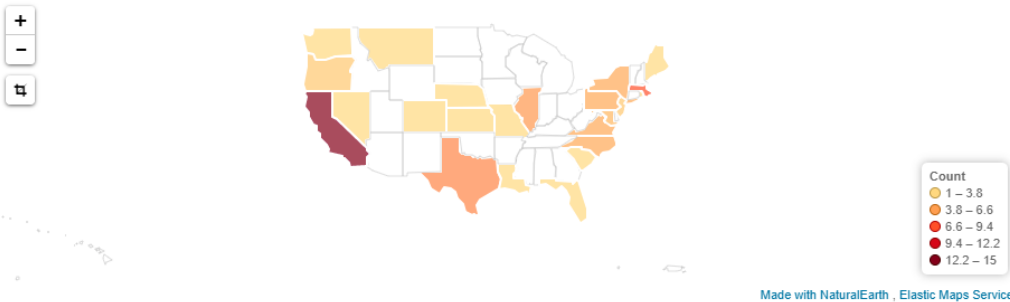 +
−
Count
1 – 3.8
3.8 – 6.6
6.6 – 9.4
9.4 – 12.2
12.2 – 15
Made with NaturalEarth , Elastic Maps Service